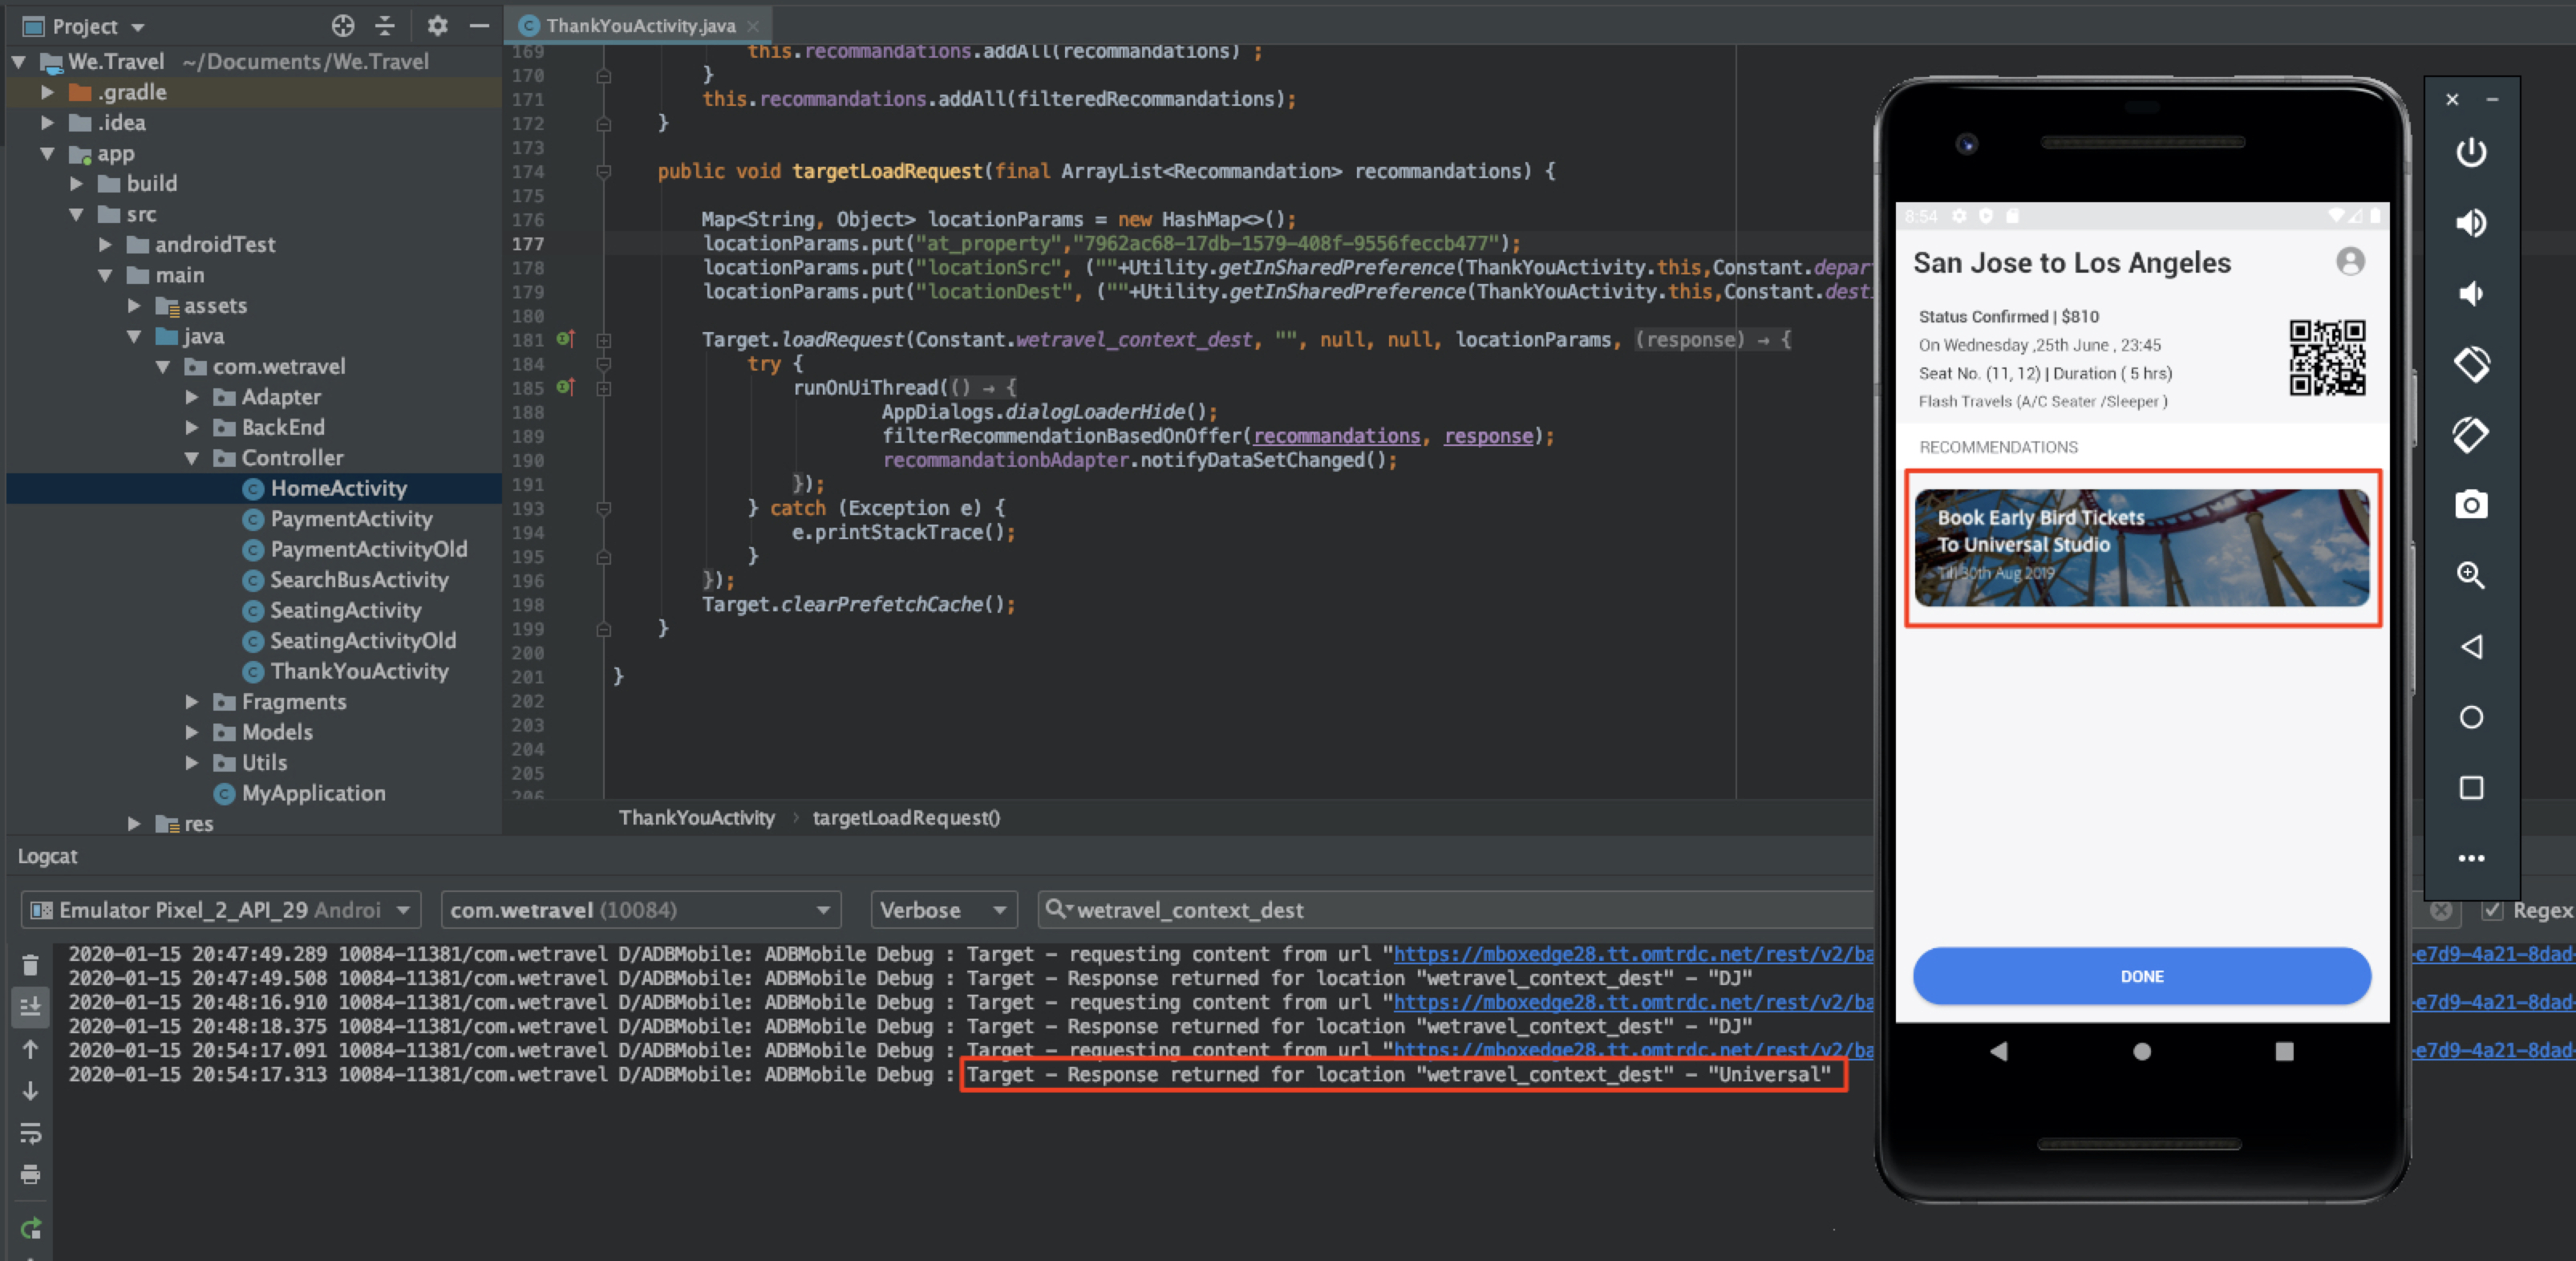 Project
ThankYouActivity.java
We.Travel ~/Documents/We.Travel
.gradle
.idea
app
build
src
androidTest
main
assets
java
com.wetravel
Adapter
BackEnd
Controller
HomeActivity
PaymentActivity
PaymentActivityOld
SearchBusActivity
SeatingActivity
SeatingActivityOld
ThankYouActivity
Fragments
Models
Utils
MyApplication
res
169 this.recommandations.addAll(recommandations) ;
170 }
171 this.recommandations.addAll(filteredRecommandations);
172 }
173
174 public void targetLoadRequest(final ArrayList<Recommandation> recommandations) {
175
176 Map<String, Object> locationParams = new HashMap<>();
177 locationParams.put("at_property","7962ac68-17db-1579-408f-9556feccb477");
178 locationParams.put("locationSrc", (""+Utility.getInSharedPreference(ThankYouActivity.this,Constant.depar
179 locationParams.put("locationDest", (""+Utility.getInSharedPreference(ThankYouActivity.this,Constant.dest
180
181 Target.loadRequest(Constant.wetravel_context_dest, "", null, null, locationParams, (response) → {
184 try {
185 runOnUiThread(() → {
188 AppDialogs.dialogLoaderHide();
189 filterRecommendationBasedOnOffer(recommandations, response);
190 recommandationbAdapter.notifyDataSetChanged();
191 });
193 } catch (Exception e) {
194 e.printStackTrace();
195 }
196 });
198 Target.clearPrefetchCache();
199 }
200
201 }
202
203
204
205
206
ThankYouActivity › targetLoadRequest()
8:54
San Jose to Los Angeles
Status Confirmed | $810
On Wednesday ,25th June , 23:45
Seat No. (11, 12) | Duration ( 5 hrs)
Flash Travels (A/C Seater /Sleeper )
RECOMMENDATIONS
Book Early Bird Tickets
To Universal Studio
Till 30th Aug 2019
DONE
Logcat
Emulator Pixel_2_API_29 Androi
com.wetravel (10084)
Verbose
wetravel_context_dest
Regex
2020-01-15 20:47:49.289 10084-11381/com.wetravel D/ADBMobile: ADBMobile Debug : Target – requesting content from url "https://mboxedge28.tt.omtrdc.net/rest/v2/ba -e7d9-4a21-8dad-
2020-01-15 20:47:49.508 10084-11381/com.wetravel D/ADBMobile: ADBMobile Debug : Target – Response returned for location "wetravel_context_dest" – "DJ"
2020-01-15 20:48:16.910 10084-11381/com.wetravel D/ADBMobile: ADBMobile Debug : Target – requesting content from url "https://mboxedge28.tt.omtrdc.net/rest/v2/ba -e7d9-4a21-8dad-
2020-01-15 20:48:18.375 10084-11381/com.wetravel D/ADBMobile: ADBMobile Debug : Target – Response returned for location "wetravel_context_dest" – "DJ"
2020-01-15 20:54:17.091 10084-11381/com.wetravel D/ADBMobile: ADBMobile Debug : Target – requesting content from url "https://mboxedge28.tt.omtrdc.net/rest/v2/ba -e7d9-4a21-8dad-
2020-01-15 20:54:17.313 10084-11381/com.wetravel D/ADBMobile: ADBMobile Debug : Target – Response returned for location "wetravel_context_dest" – "Universal"